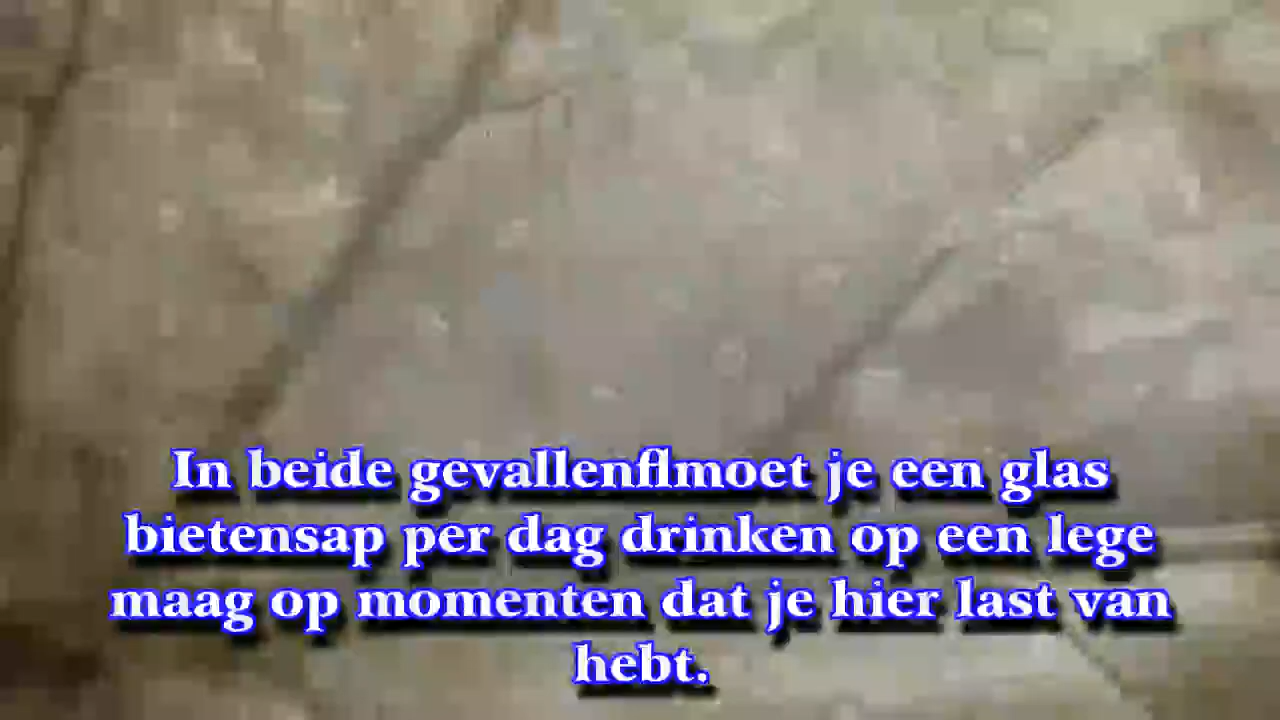 In beide gevallenflmoet je een glas
bietensap per dag drinken op een lege
maag op momenten dat je hier last van
hebt.